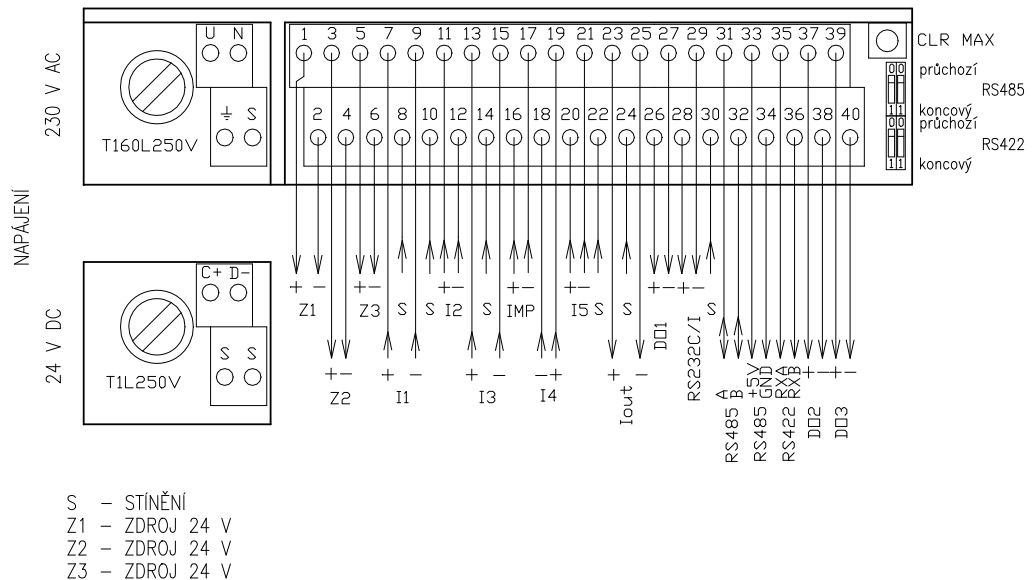 NAPÁJENÍ
230 V AC
U N
⏚ S
T160L250V
24 V DC
C+ D-
S S
T1L250V
1 3 5 7 9 11 13 15 17 19 21 23 25 27 29 31 33 35 37 39
2 4 6 8 10 12 14 16 18 20 22 24 26 28 30 32 34 36 38 40
CLR MAX
00
průchozí
RS485
11
koncový
00
průchozí
RS422
11
koncový
+ - + - + - + - + - + - + -
Z1 Z3 S S I2 S IMP I5 S S DO1 RS232C/I S
+ - + - + - - + + -
Z2 I1 I3 I4 Iout
A B +5V GND RXA RXB + - + -
RS485 RS485 RS422 DO2 DO3
S – STÍNĚNÍ
Z1 – ZDROJ 24 V
Z2 – ZDROJ 24 V
Z3 – ZDROJ 24 V